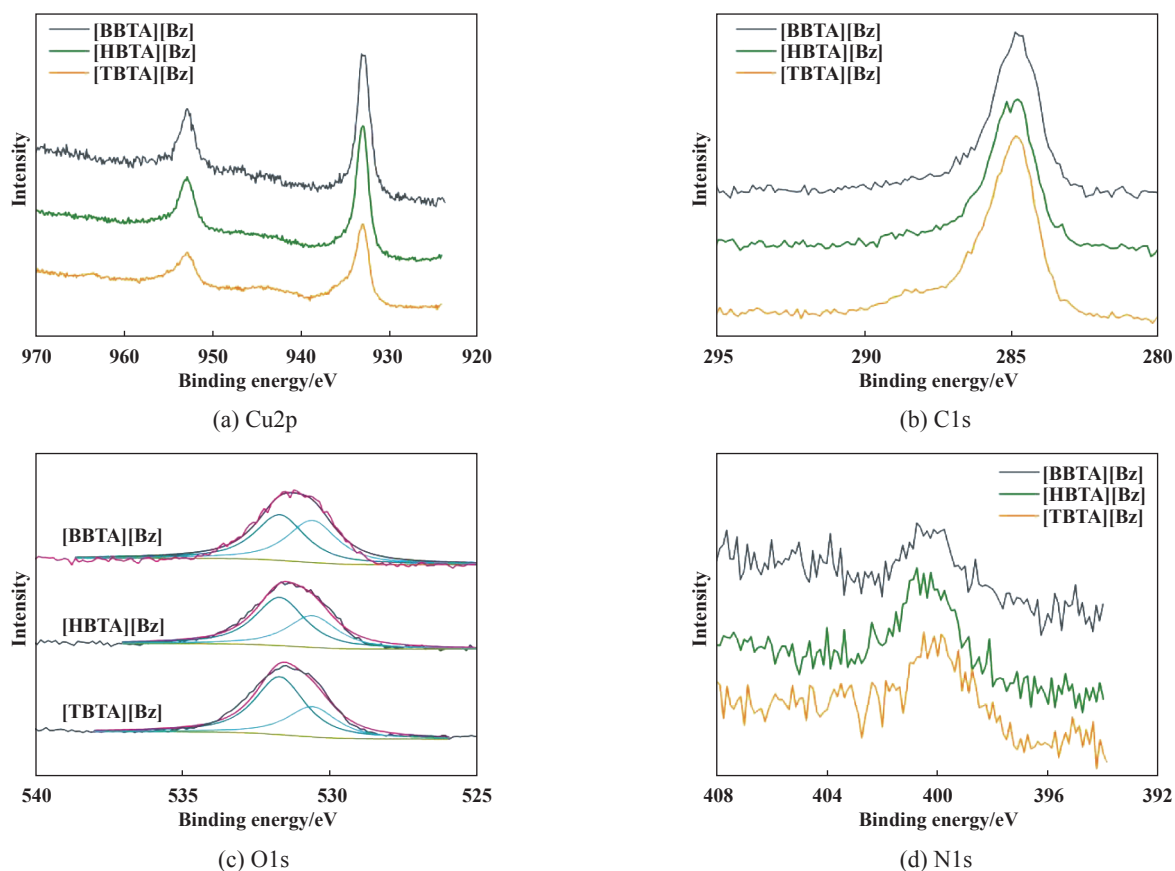 [BBTA][Bz]
[HBTA][Bz]
[TBTA][Bz]
Intensity
970 960 950 940 930 920
Binding energy/eV
(a) Cu2p
[BBTA][Bz]
[HBTA][Bz]
[TBTA][Bz]
Intensity
295 290 285 280
Binding energy/eV
(b) C1s
[BBTA][Bz]
[HBTA][Bz]
[TBTA][Bz]
Intensity
540 535 530 525
Binding energy/eV
(c) O1s
[BBTA][Bz]
[HBTA][Bz]
[TBTA][Bz]
Intensity
408 404 400 396 392
Binding energy/eV
(d) N1s